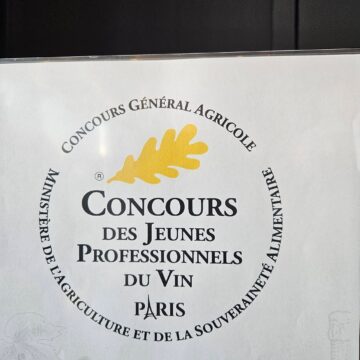 CONCOURS GÉNÉRAL AGRICOLE
®
CONCOURS
DES JEUNES
PROFESSIONNELS
DU VIN
PARIS
MINISTÈRE DE L'AGRICULTURE ET DE LA SOUVERAINETÉ ALIMENTAIRE